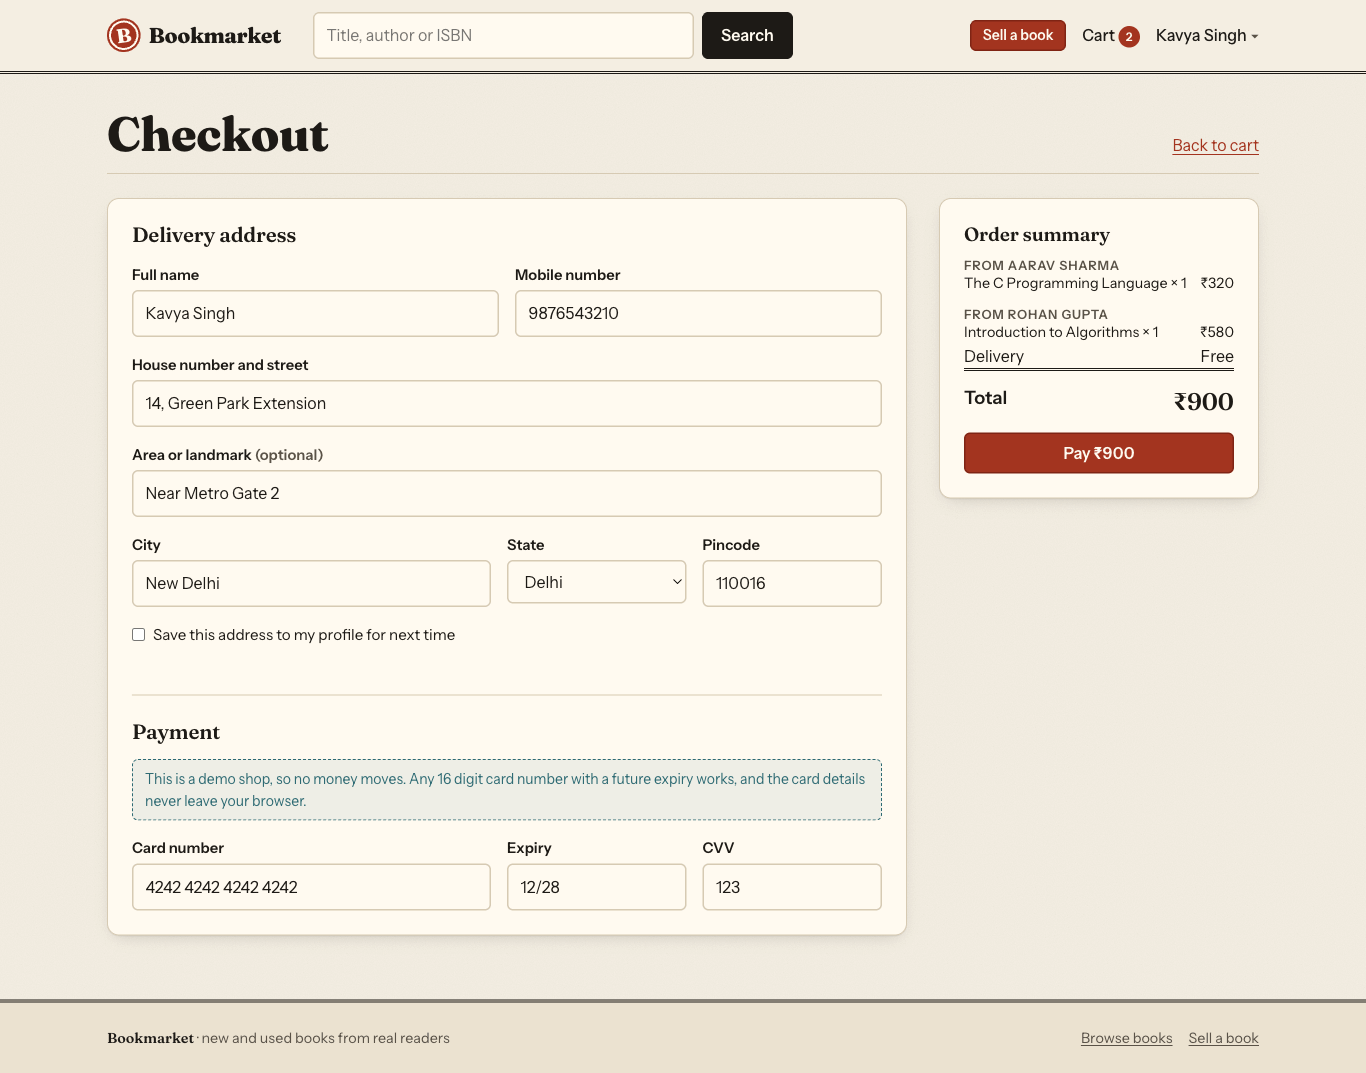 B Bookmarket
Title, author or ISBN
Search
Sell a book
Cart 2
Kavya Singh
Checkout
Back to cart
Delivery address
Full name
Mobile number
Kavya Singh
9876543210
House number and street
14, Green Park Extension
Area or landmark (optional)
Near Metro Gate 2
City
State
Pincode
New Delhi
Delhi
110016
Save this address to my profile for next time
Payment
This is a demo shop, so no money moves. Any 16 digit card number with a future expiry works, and the card details
never leave your browser.
Card number
Expiry
CVV
4242 4242 4242 4242
12/28
123
Order summary
FROM AARAV SHARMA
The C Programming Language × 1 ₹320
FROM ROHAN GUPTA
Introduction to Algorithms × 1 ₹580
Delivery Free
Total ₹900
Pay ₹900
Bookmarket · new and used books from real readers
Browse books
Sell a book